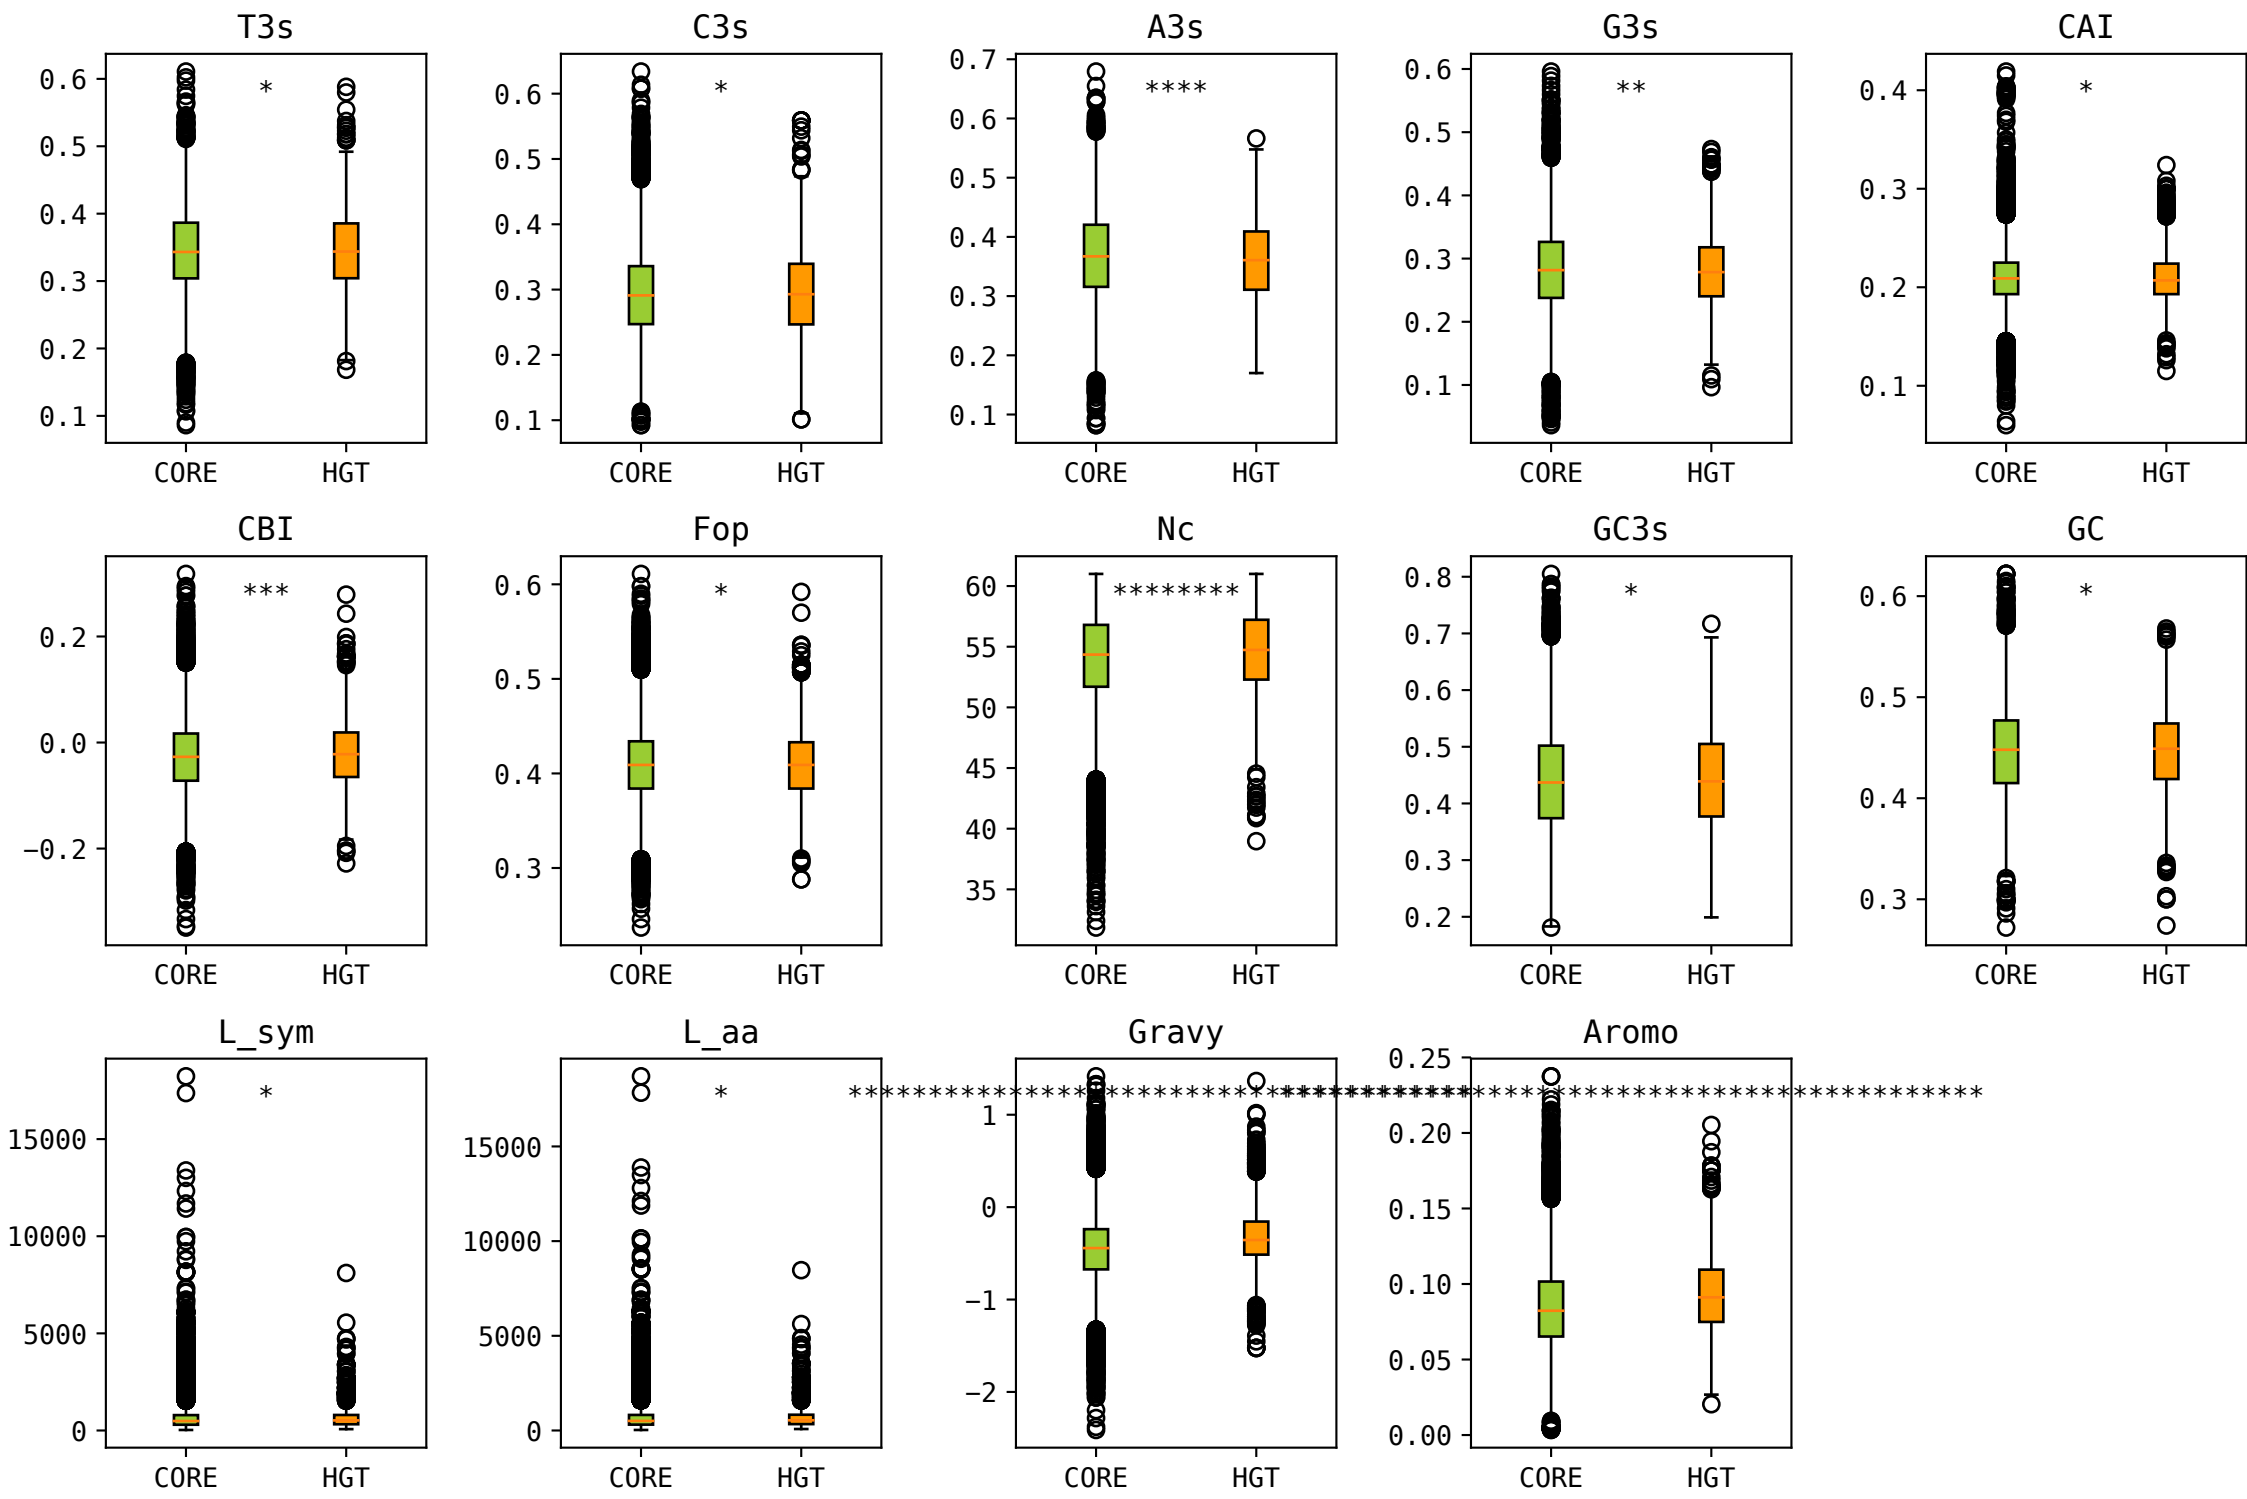 T3s
C3s
A3s
G3s
CAI
0.6
0.5
0.4
0.3
0.2
0.1
*
CORE
HGT
0.6
0.5
0.4
0.3
0.2
0.1
*
CORE
HGT
0.7
0.6
0.5
0.4
0.3
0.2
0.1
****
CORE
HGT
0.6
0.5
0.4
0.3
0.2
0.1
**
CORE
HGT
0.4
0.3
0.2
0.1
*
CORE
HGT
CBI
Fop
Nc
GC3s
GC
0.2
0.0
−0.2
***
CORE
HGT
0.6
0.5
0.4
0.3
*
CORE
HGT
60
55
50
45
40
35
********
CORE
HGT
0.8
0.7
0.6
0.5
0.4
0.3
0.2
*
CORE
HGT
0.6
0.5
0.4
0.3
*
CORE
HGT
L_sym
L_aa
Gravy
Aromo
15000
10000
5000
0
*
CORE
HGT
15000
10000
5000
0
*
CORE
HGT
1
0
−1
−2
CORE
HGT
0.25
0.20
0.15
0.10
0.05
0.00
CORE
HGT